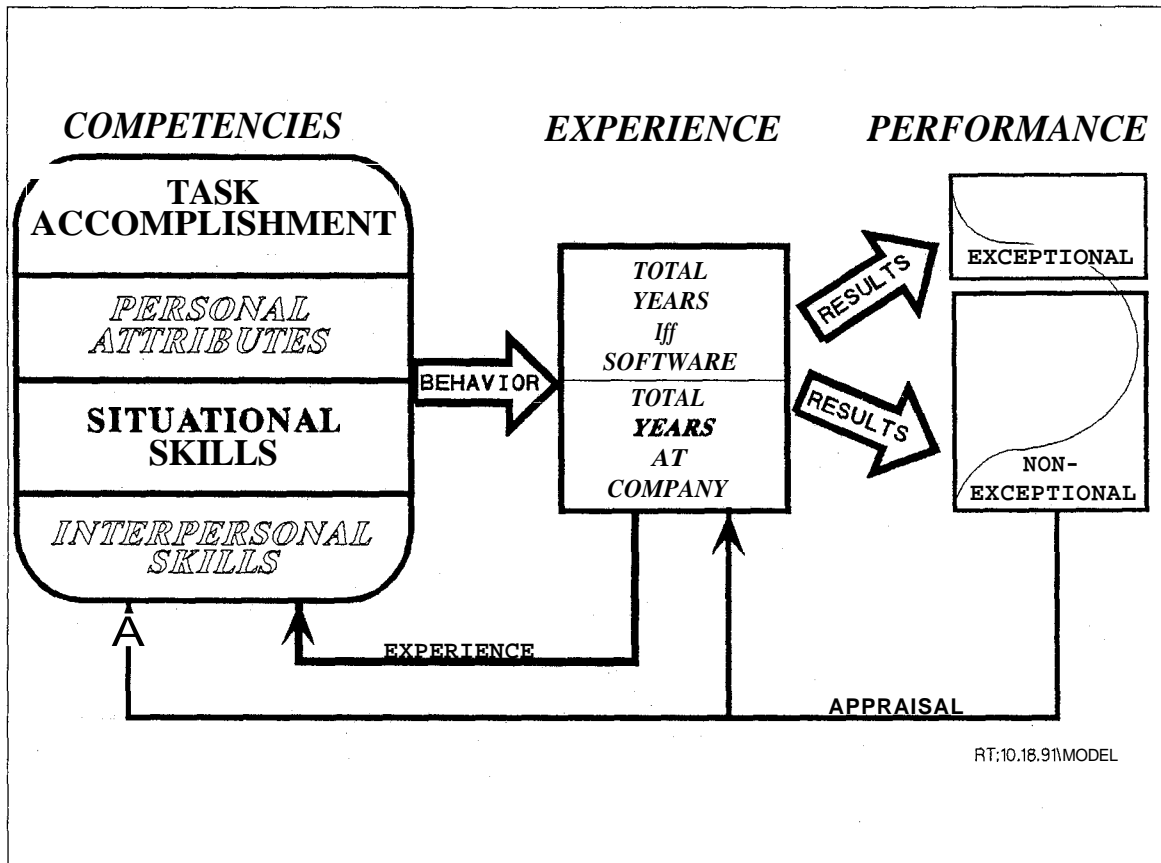 COMPETENCIES
EXPERIENCE
PERFORMANCE
TASK
ACCOMPLISHMENT
PERSONAL
ATTRIBUTES
SITUATIONAL
SKILLS
INTERPERSONAL
SKILLS
BEHAVIOR
TOTAL
YEARS
Iff
SOFTWARE
TOTAL
YEARS
AT
COMPANY
RESULTS
RESULTS
EXCEPTIONAL
NON-
EXCEPTIONAL
A
EXPERIENCE
APPRAISAL
RT;10.18.91\MODEL